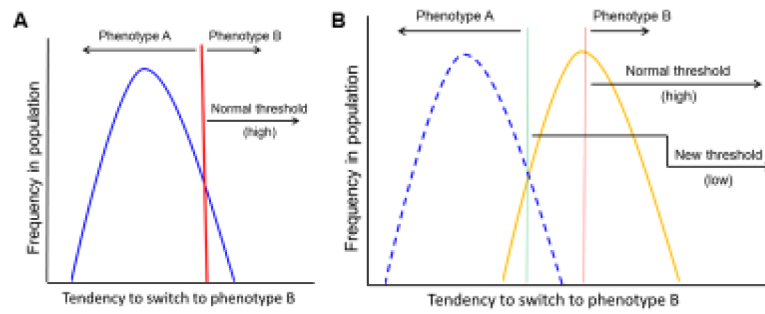 A
Phenotype A
Phenotype B
Normal threshold
(high)
Frequency in population
Tendency to switch to phenotype B
B
Phenotype A
Phenotype B
Normal threshold
(high)
New threshold
(low)
Frequency in population
Tendency to switch to phenotype B